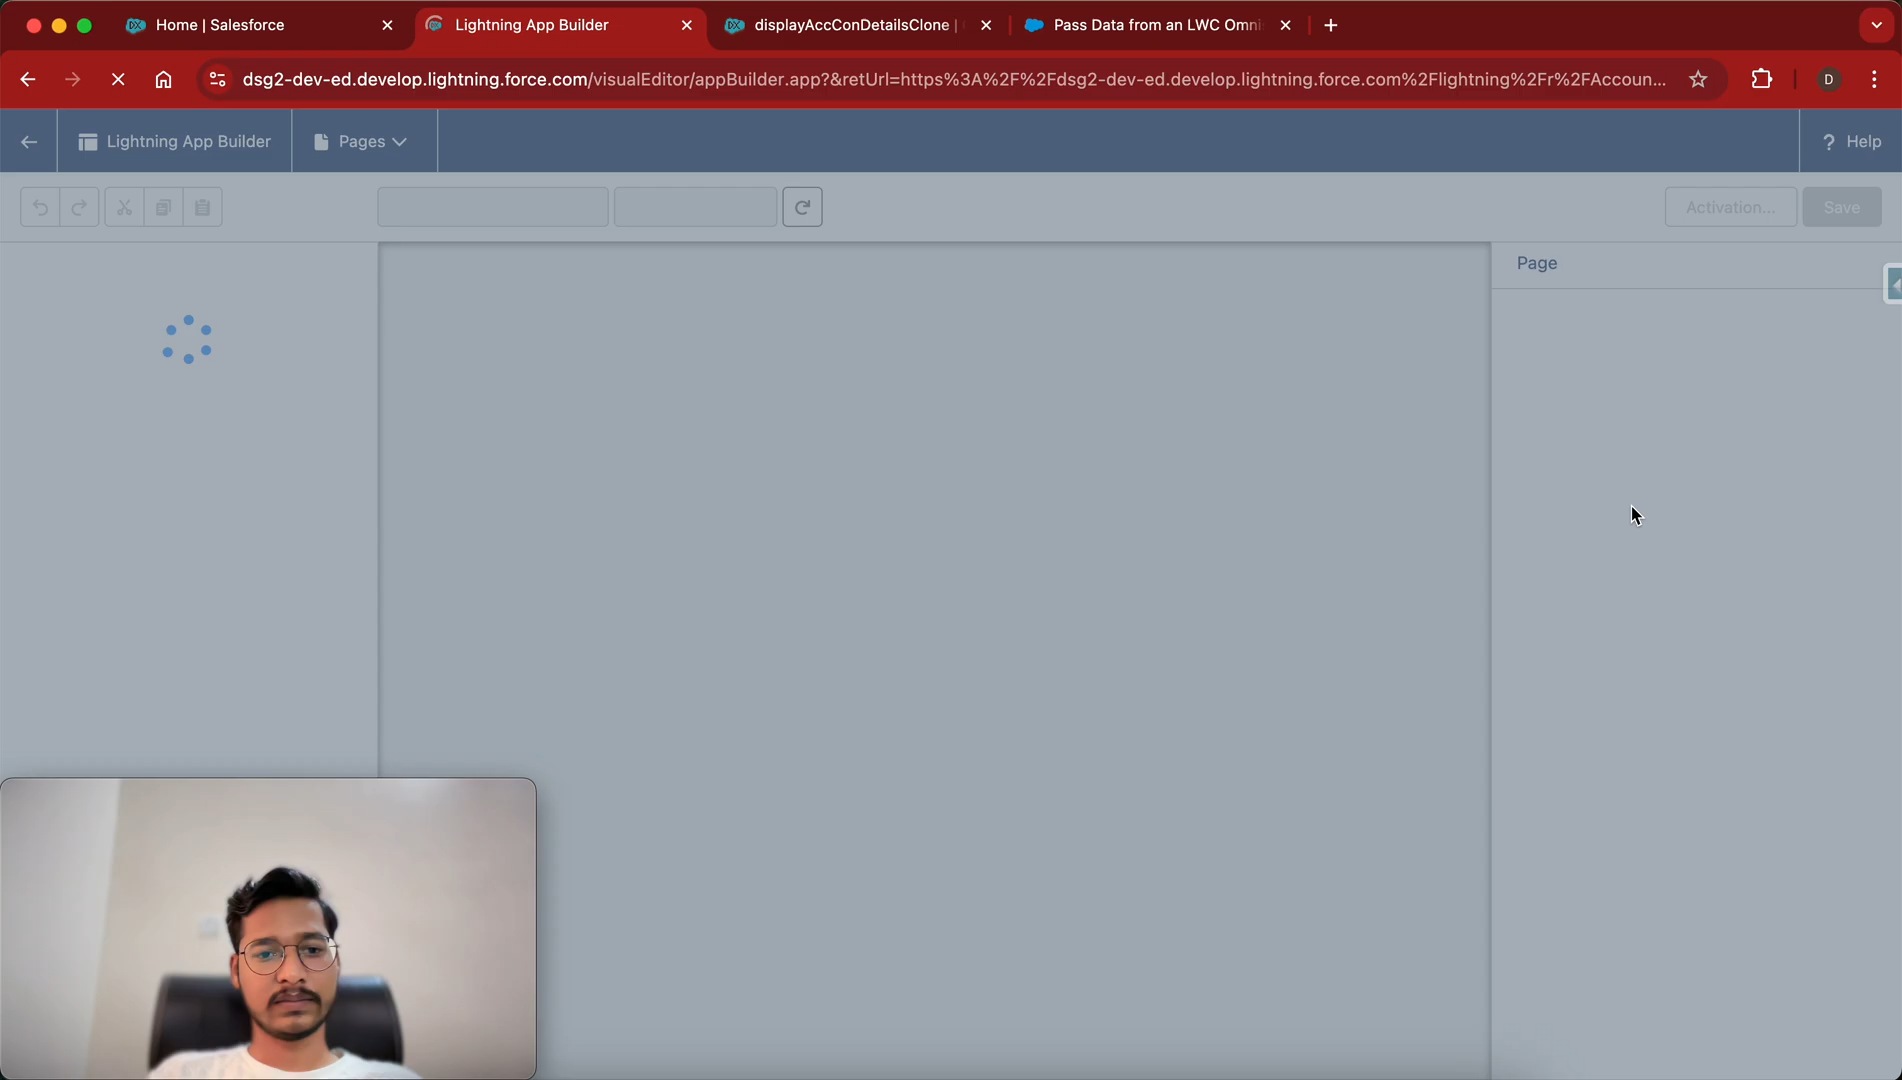 Home | Salesforce
Lightning App Builder
displayAccConDetailsClone |
Pass Data from an LWC Omni
dsg2-dev-ed.develop.lightning.force.com/visualEditor/appBuilder.app?&retUrl=https%3A%2F%2Fdsg2-dev-ed.develop.lightning.force.com%2Flightning%2Fr%2FAccoun...
D
Lightning App Builder
Pages
? Help
Activation...
Save
Page